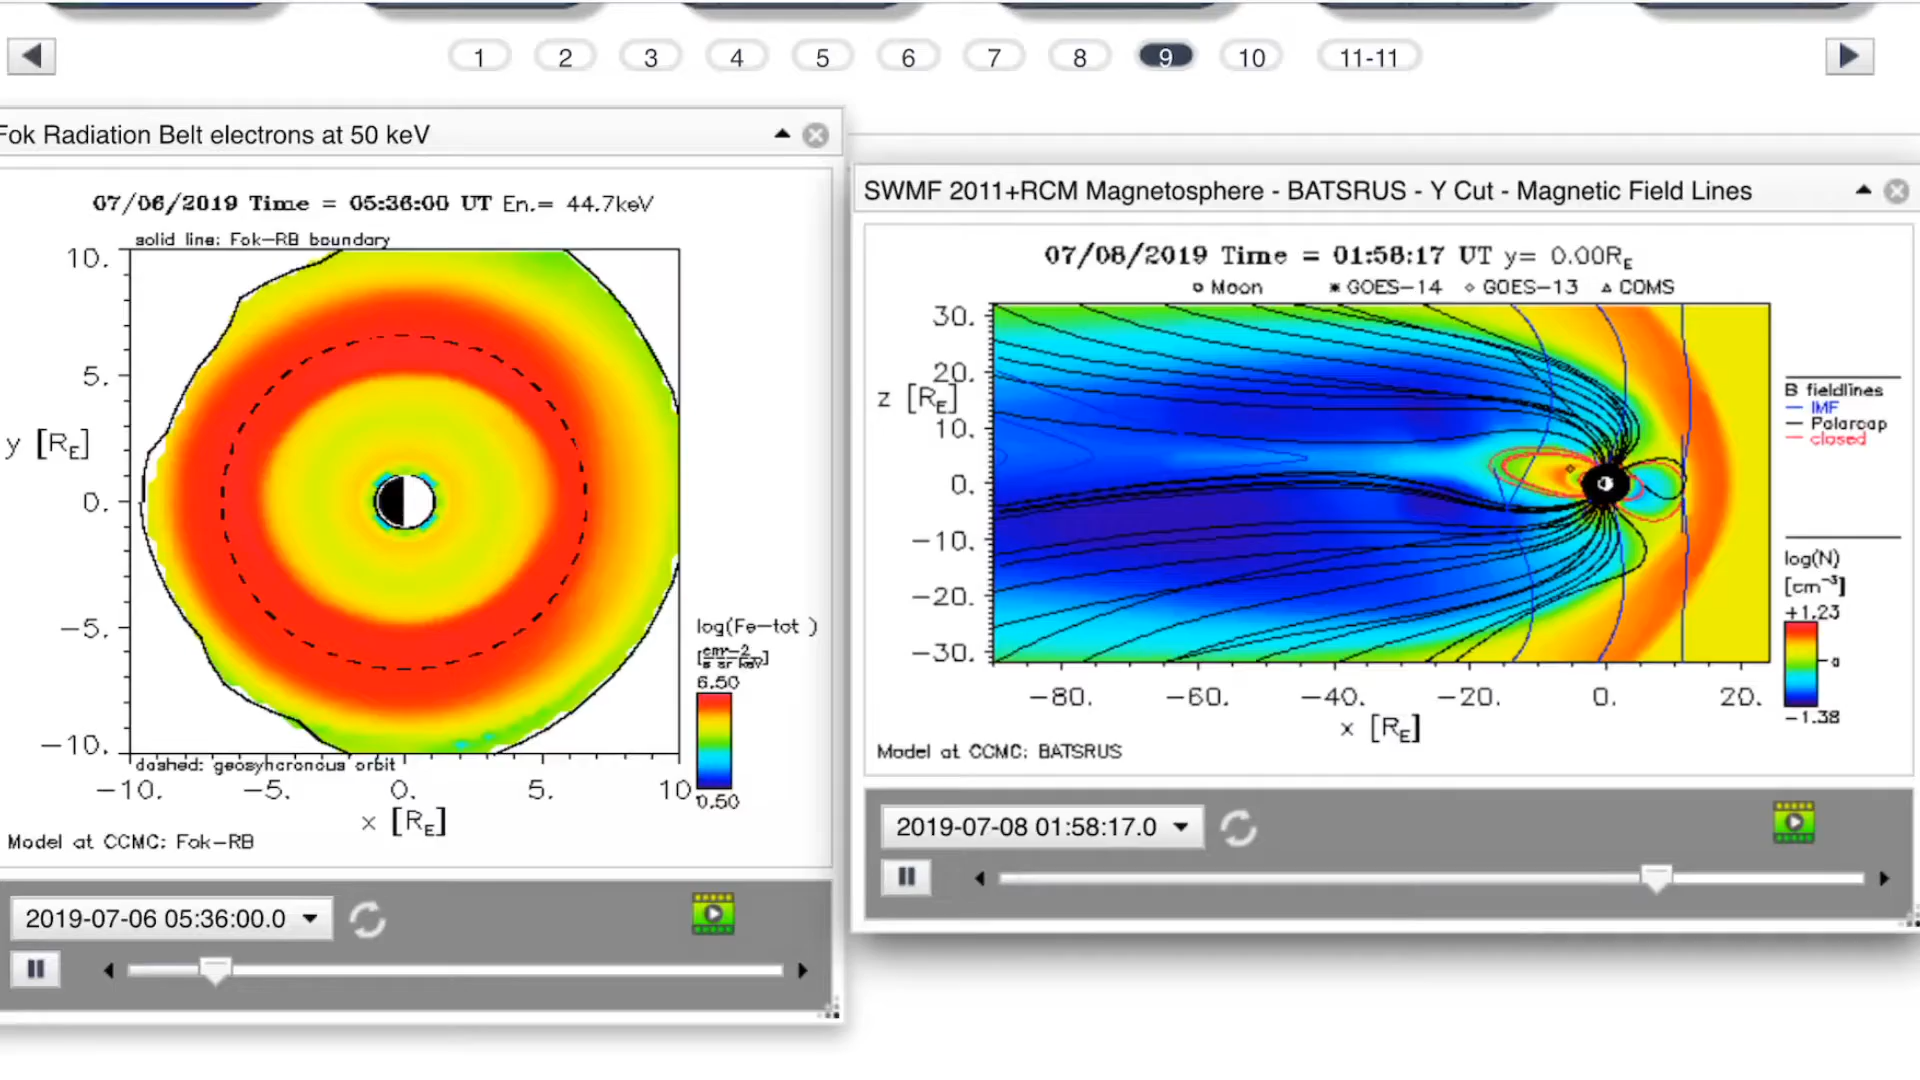 1 2 3 4 5 6 7 8 9 10 11-11
Fok Radiation Belt electrons at 50 keV
07/06/2019 Time = 05:36:00 UT En.= 44.7keV
solid line: Fok-RB boundary
10.
5.
y [RE]
0.
-5.
-10.
log(Fe-tot )
6.50
0.50
dashed: geosyhcronous orbit
-10. -5. 0. 5. 10
x [RE]
Model at CCMC: Fok-RB
2019-07-06 05:36:00.0
SWMF 2011+RCM Magnetosphere - BATSRUS - Y Cut - Magnetic Field Lines
07/08/2019 Time = 01:58:17 UT y= 0.00RE
Moon GOES-14 GOES-13 COMS
30.
20.
z [RE]
10.
0.
-10.
-20.
-30.
B fieldlines
IMF
Polarcap
closed
log(N)
[cm-3]
+1.23
0
-1.38
-80. -60. -40. -20. 0. 20.
x [RE]
Model at CCMC: BATSRUS
2019-07-08 01:58:17.0